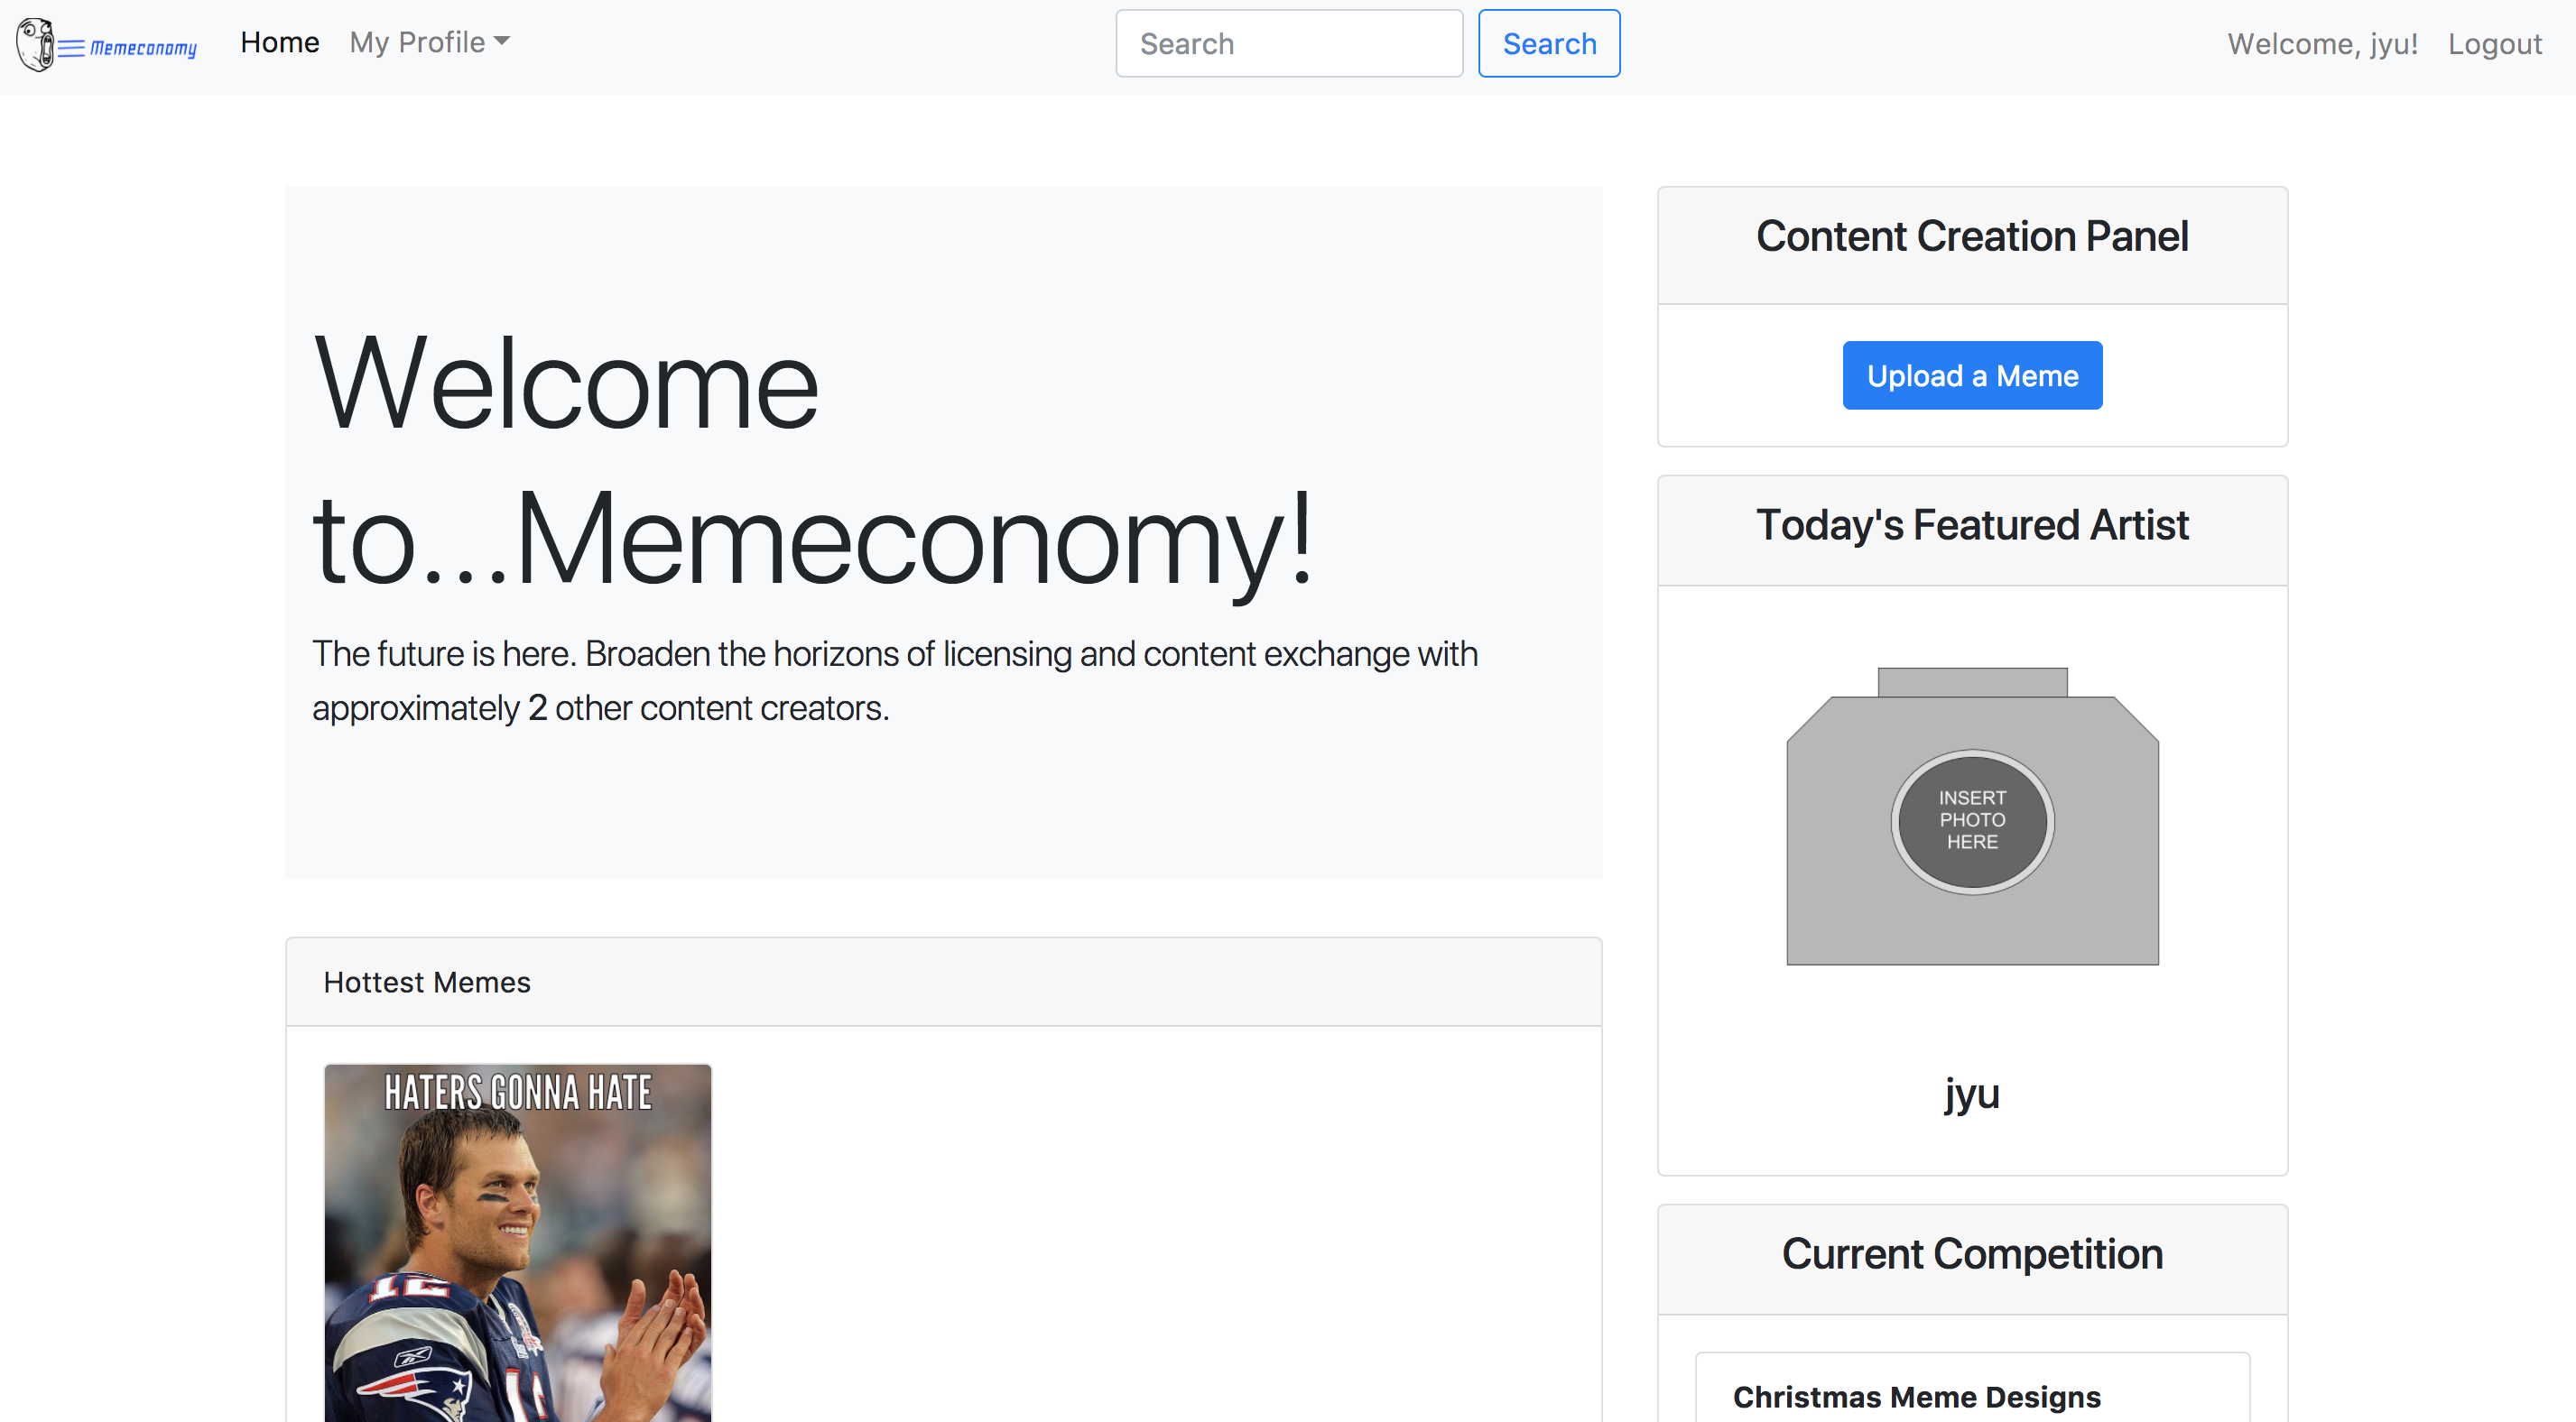 Memeconomy
Home
My Profile
Search
Search
Welcome, jyu!
Logout
Welcome
to...Memeconomy!
The future is here. Broaden the horizons of licensing and content exchange with
approximately 2 other content creators.
Hottest Memes
HATERS GONNA HATE
12
12
Content Creation Panel
Upload a Meme
Today's Featured Artist
INSERT
PHOTO
HERE
jyu
Current Competition
Christmas Meme Designs